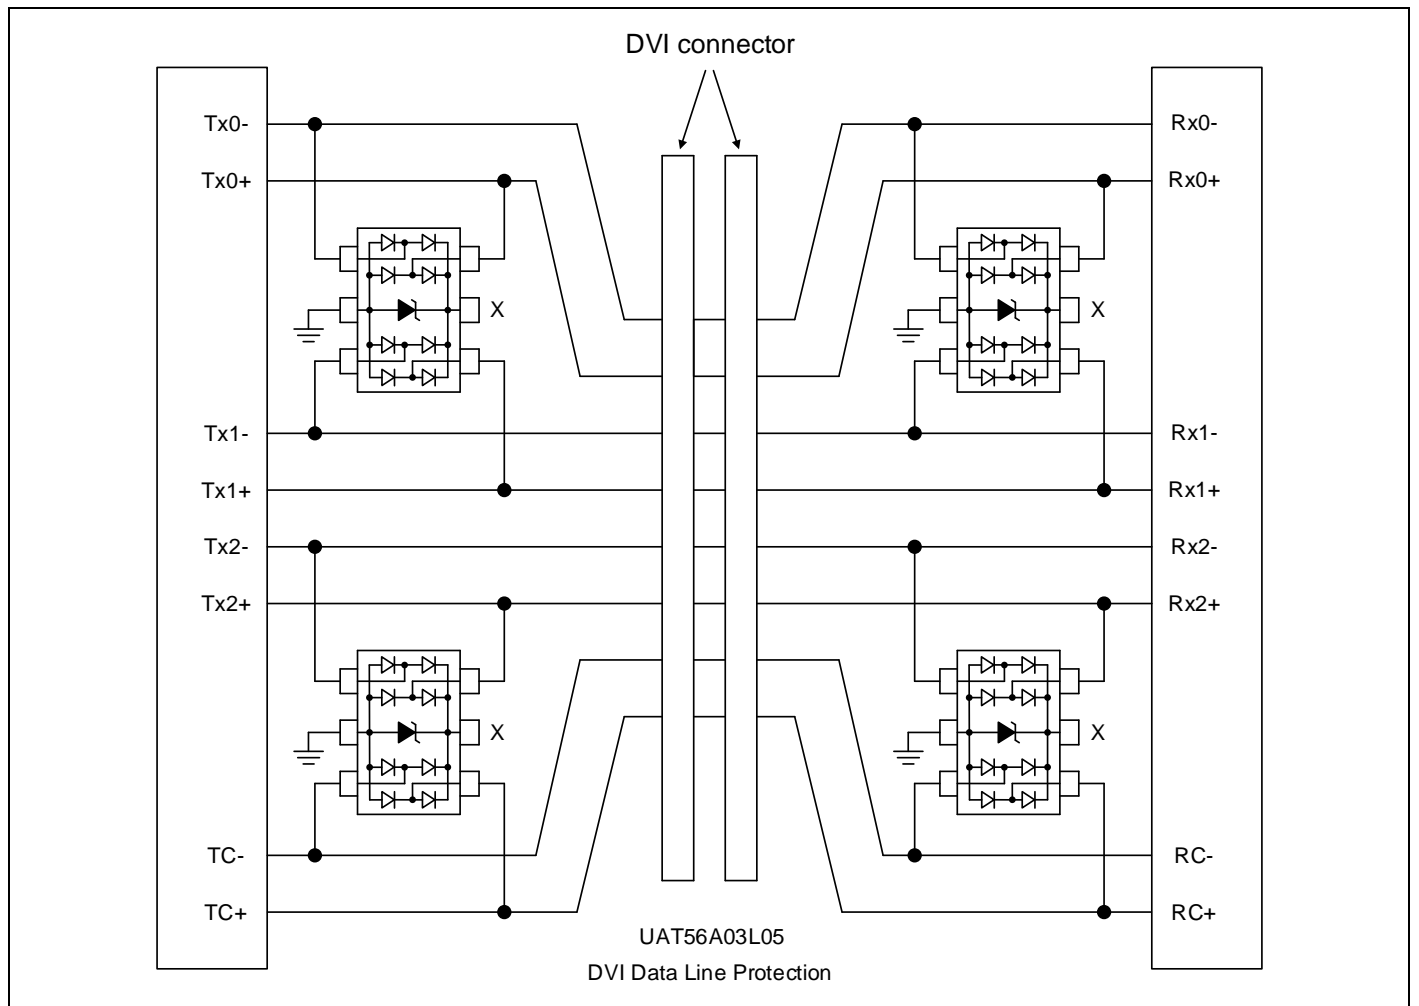 DVI connector
Tx0-
Rx0-
Tx0+
Rx0+
X
X
Tx1-
Rx1-
Tx1+
Rx1+
Tx2-
Rx2-
Tx2+
Rx2+
X
X
TC-
RC-
TC+
RC+
UAT56A03L05
DVI Data Line Protection